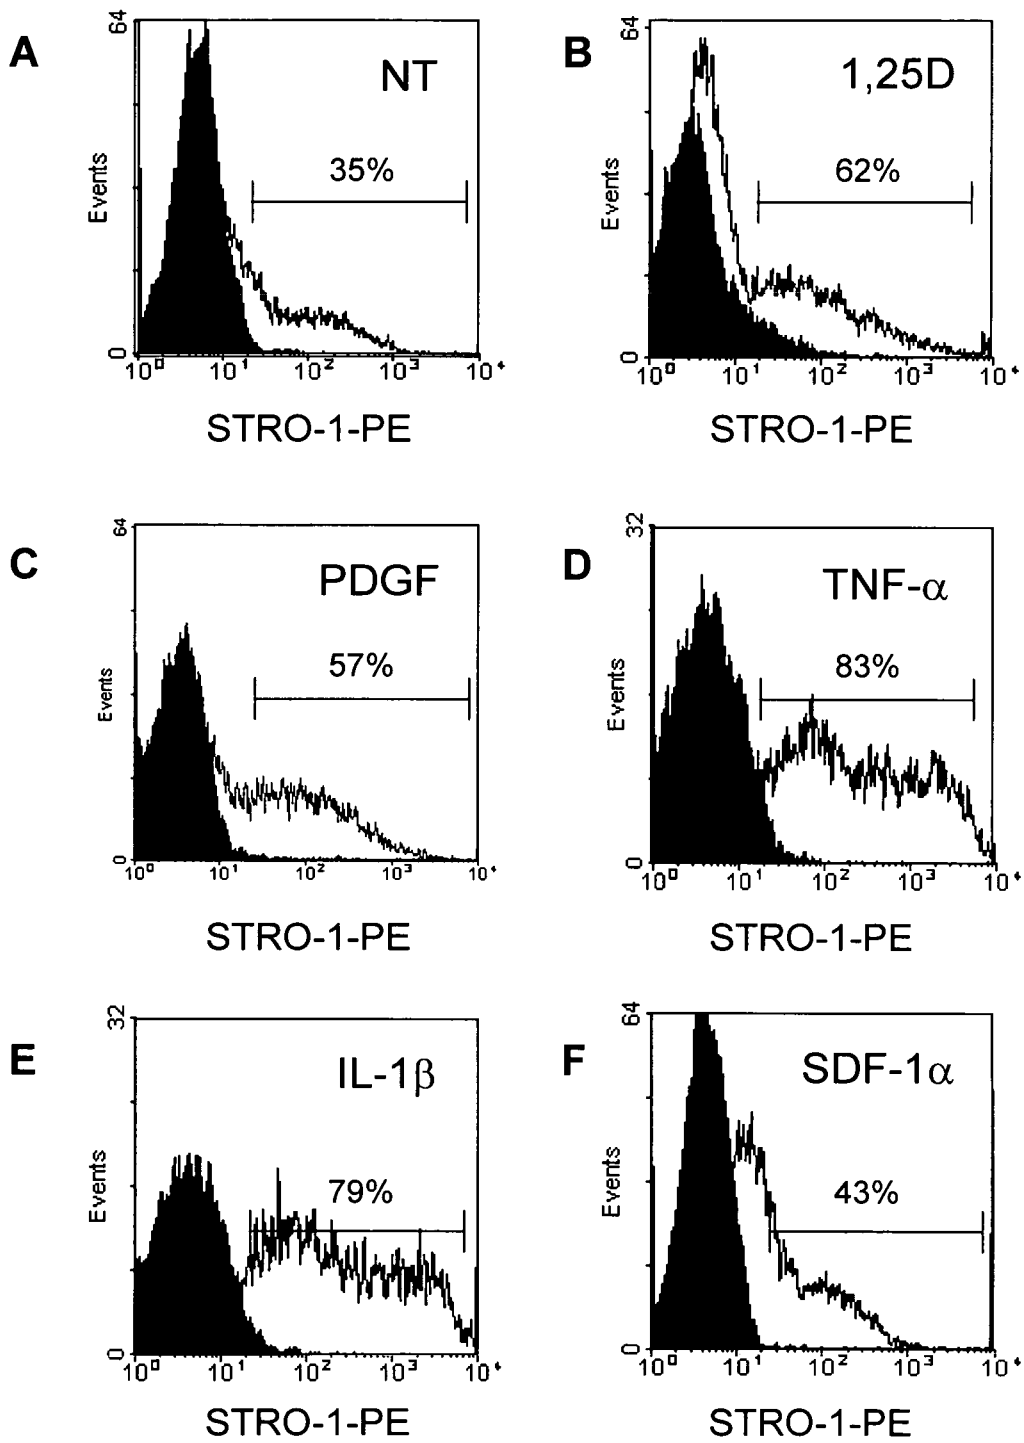 A
64
NT
35%
Events
0
10⁰ 10¹ 10² 10³ 10⁴
STRO-1-PE
B
64
1,25D
62%
Events
0
10⁰ 10¹ 10² 10³ 10⁴
STRO-1-PE
C
64
PDGF
57%
Events
0
10⁰ 10¹ 10² 10³ 10⁴
STRO-1-PE
D
32
TNF-α
83%
Events
0
10⁰ 10¹ 10² 10³ 10⁴
STRO-1-PE
E
32
IL-1β
79%
Events
0
10⁰ 10¹ 10² 10³ 10⁴
STRO-1-PE
F
64
SDF-1α
43%
Events
0
10⁰ 10¹ 10² 10³ 10⁴
STRO-1-PE